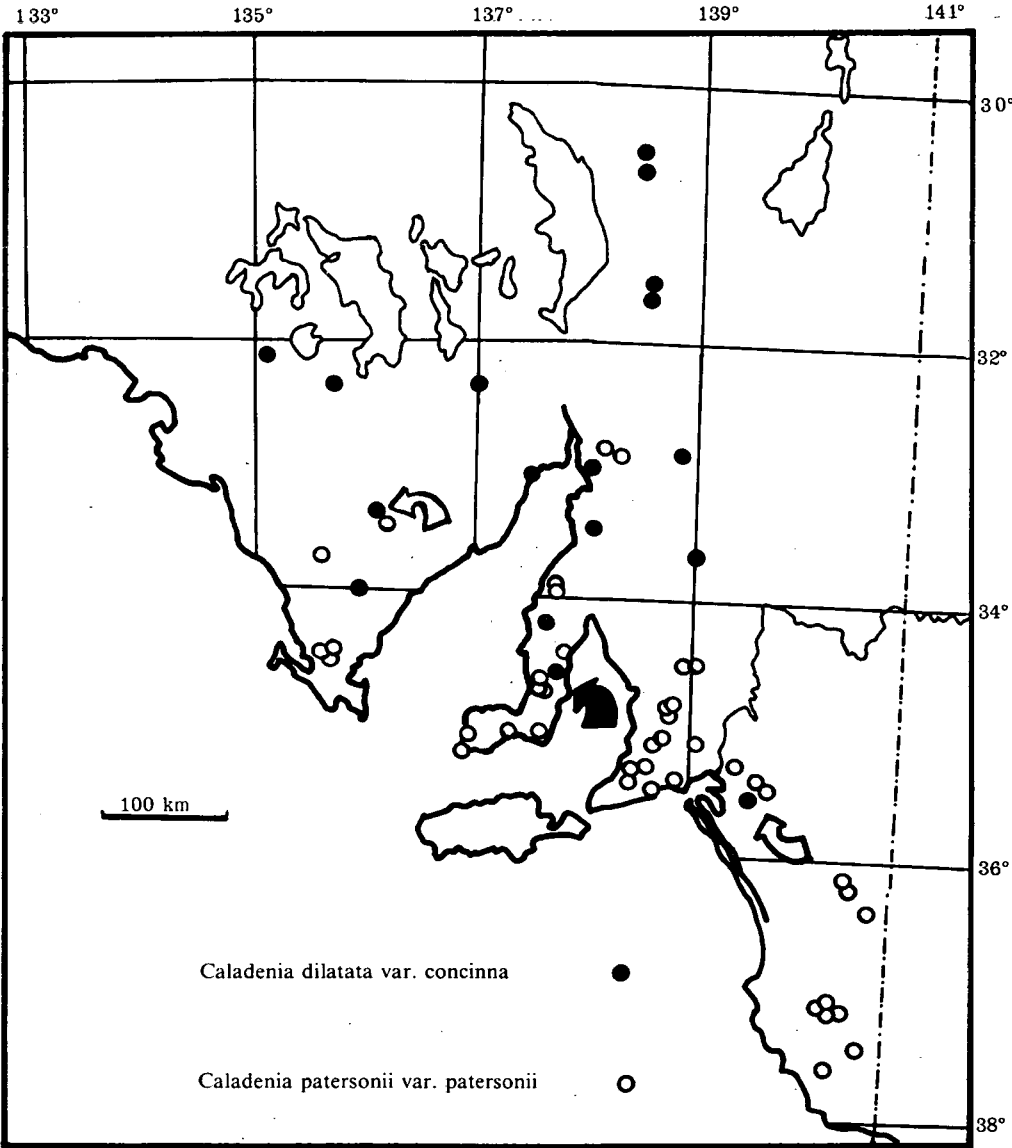 133° 135° 137° 139° 141°
30°
32°
34°
100 km
36°
Caladenia dilatata var. concinna
Caladenia patersonii var. patersonii
38°